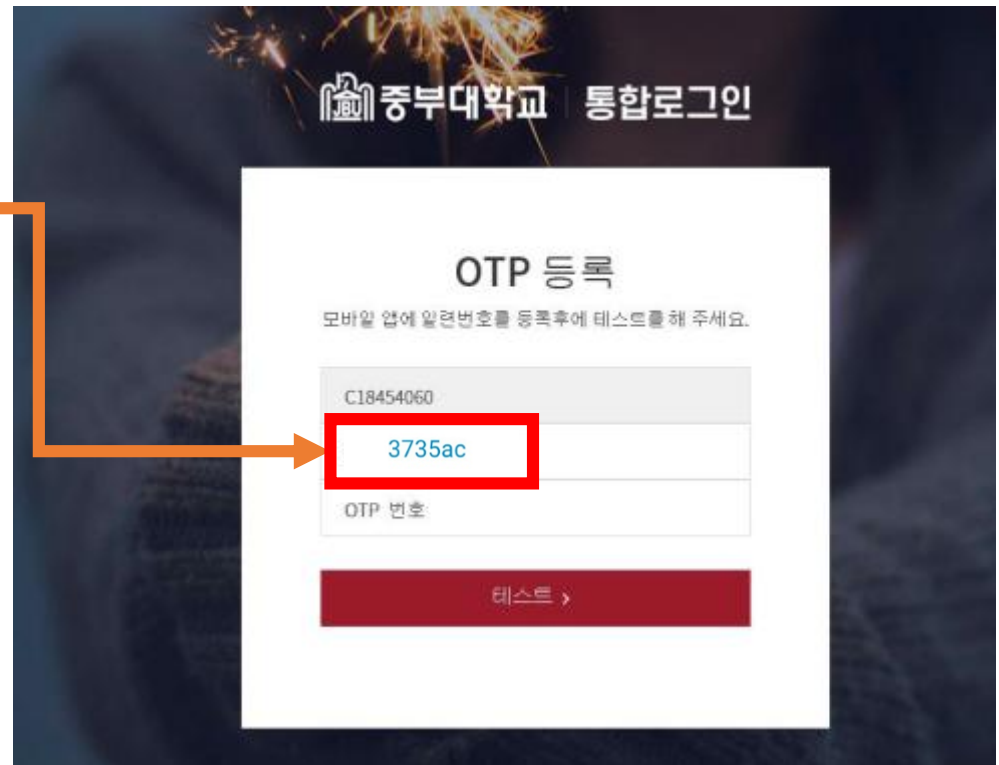 JBU 중부대학교 통합로그인
OTP 등록
모바일 앱에 일련번호를 등록후에 테스트를 해 주세요.
C18454060
3735ac
OTP 번호
테스트 >